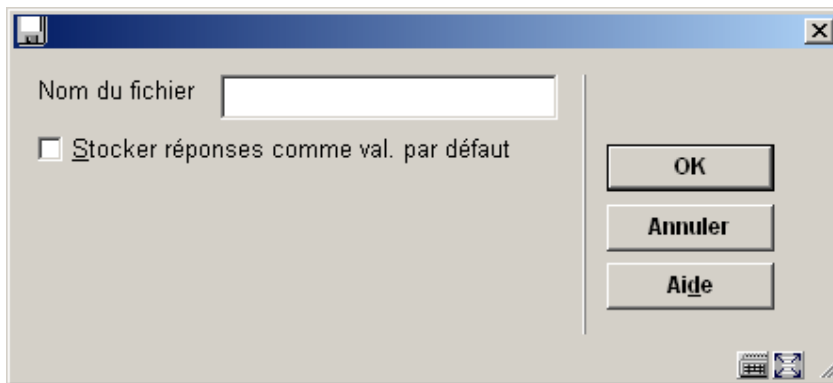 Nom du fichier
Stocker réponses comme val. par défaut
OK
Annuler
Aide